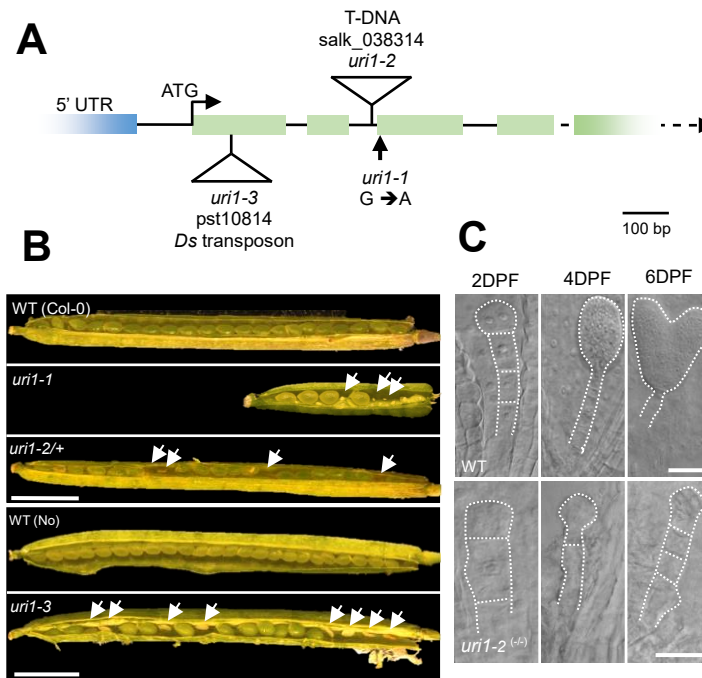 A
T-DNA
salk_038314
uri1-2
5’ UTR
ATG
uri1-1
G ➔A
uri1-3
pst10814
Ds transposon
100 bp
B
WT (Col-0)
uri1-1
uri1-2/+
WT (No)
uri1-3
C
2DPF 4DPF 6DPF
WT
uri1-2 (-/-)